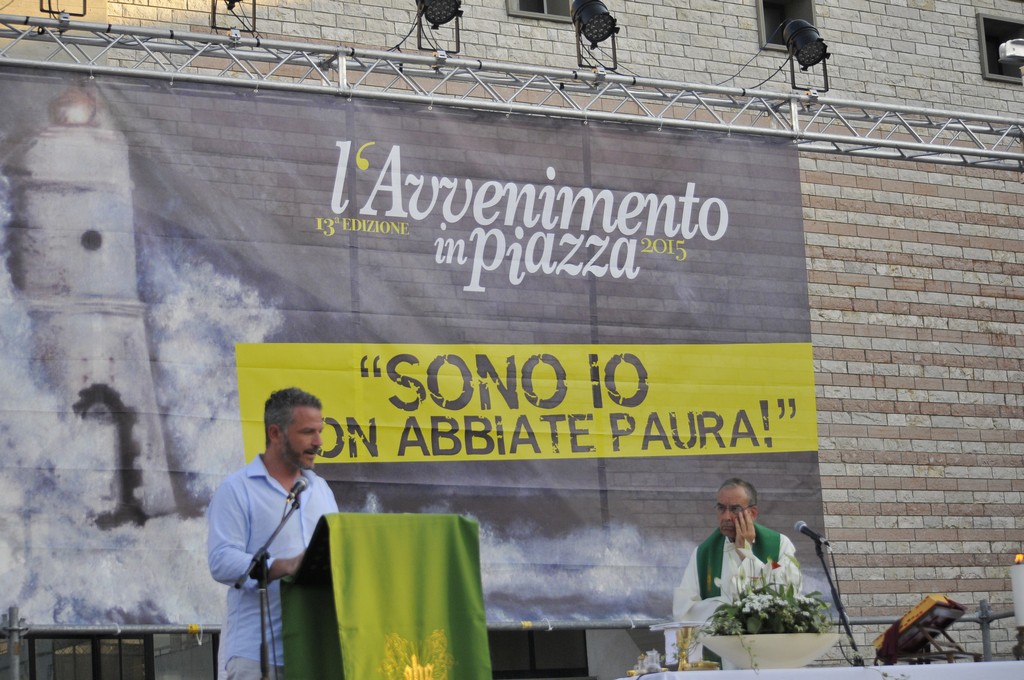 l'Avvenimento
13ª EDIZIONE
in piazza 2015
"SONO IO
ON ABBIATE PAURA!"